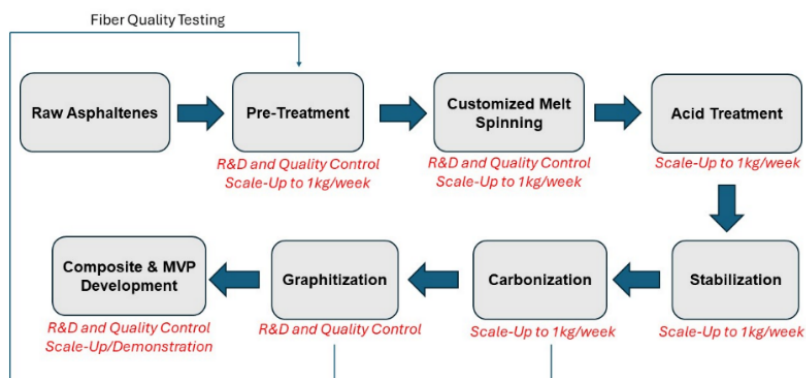 Fiber Quality Testing
Raw Asphaltenes
Pre-Treatment
R&D and Quality Control
Scale-Up to 1kg/week
Customized Melt
Spinning
R&D and Quality Control
Scale-Up to 1kg/week
Acid Treatment
Scale-Up to 1kg/week
Composite & MVP
Development
R&D and Quality Control
Scale-Up/Demonstration
Graphitization
R&D and Quality Control
Carbonization
Scale-Up to 1kg/week
Stabilization
Scale-Up to 1kg/week